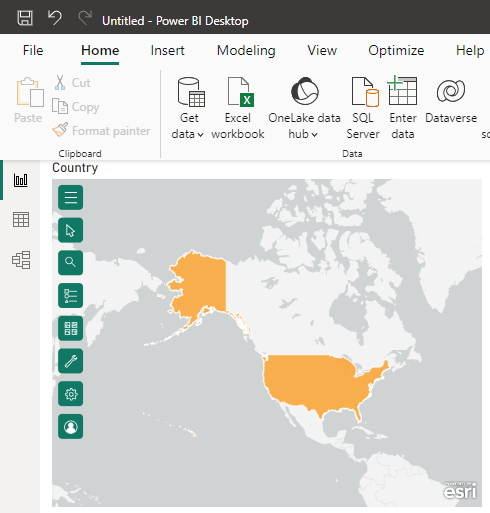 Untitled - Power BI Desktop
File Home Insert Modeling View Optimize Help
Paste
Cut
Copy
Format painter
Clipboard
Get data
Excel workbook
OneLake data hub
SQL Server
Enter data
Dataverse
Data
Country
esri